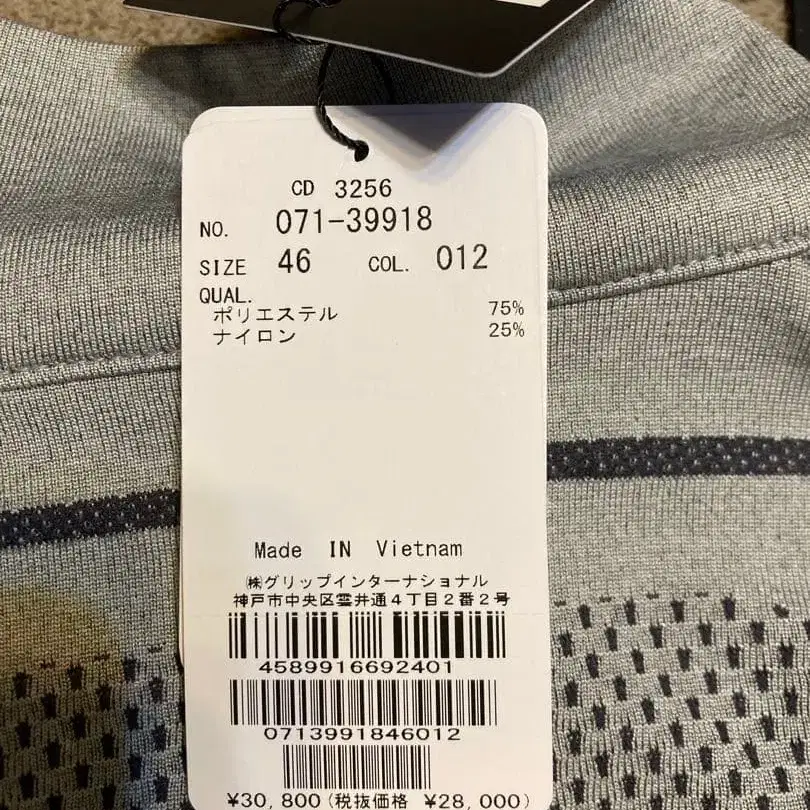 CD 3256
NO. 071-39918
SIZE 46 COL. 012
QUAL.
ポリエステル 75%
ナイロン 25%
Made IN Vietnam
㈱グリップインターナショナル
神戸市中央区雲井通4丁目2番2号
4589916692401
0713991846012
¥30,800(税抜価格 ¥28,000)